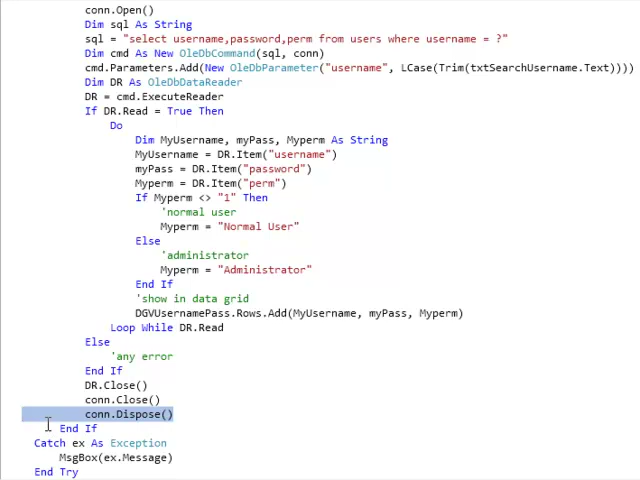 conn.Open()
Dim sql As String
sql = "select username,password,perm from users where username = ?"
Dim cmd As New OleDbCommand(sql, conn)
cmd.Parameters.Add(New OleDbParameter("username", LCase(Trim(txtSearchUsername.Text))))
Dim DR As OleDbDataReader
DR = cmd.ExecuteReader
If DR.Read = True Then
Do
Dim MyUsername, myPass, Myperm As String
MyUsername = DR.Item("username")
myPass = DR.Item("password")
Myperm = DR.Item("perm")
If Myperm <> "1" Then
'normal user
Myperm = "Normal User"
Else
'administrator
Myperm = "Administrator"
End If
'show in data grid
DGVUsernamePass.Rows.Add(MyUsername, myPass, Myperm)
Loop While DR.Read
Else
'any error
End If
DR.Close()
conn.Close()
conn.Dispose()
End If
Catch ex As Exception
MsgBox(ex.Message)
End Try